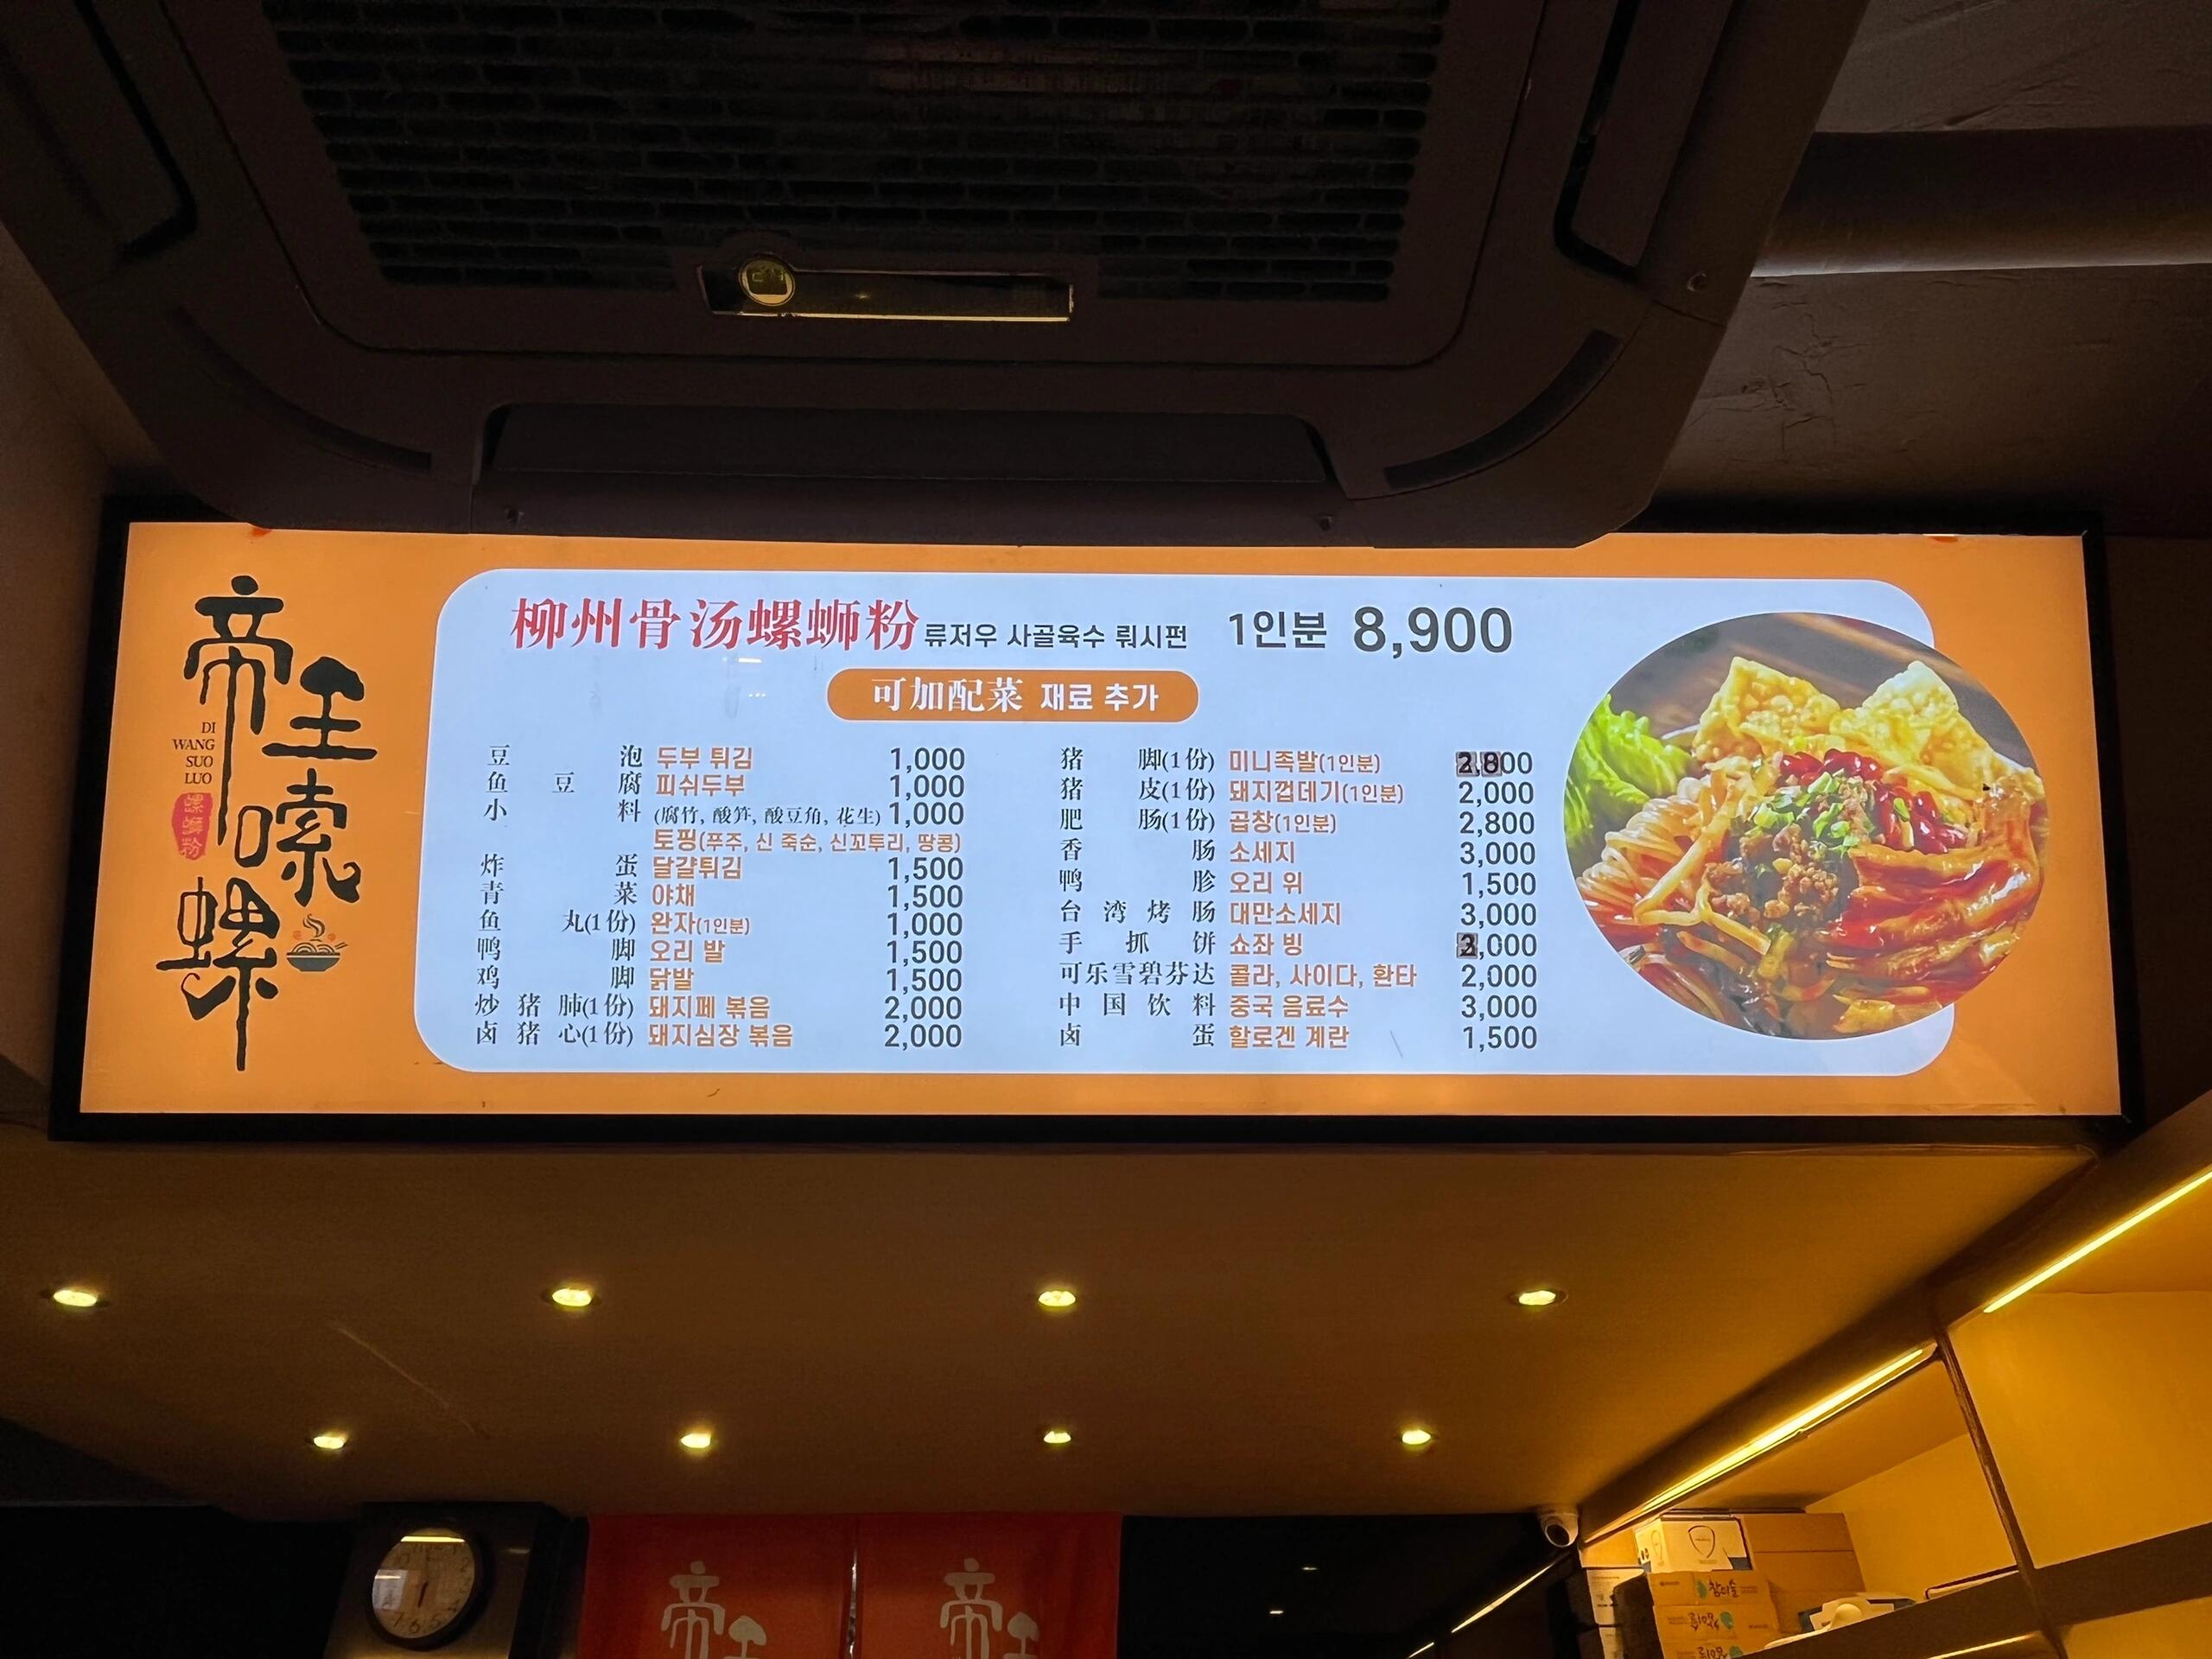 帝王嗦螺
DI
WANG
SUO
LUO
螺蛳粉
柳州骨汤螺蛳粉 류저우 사골육수 뤄시펀 1인분 8,900
可加配菜 재료 추가
豆泡 두부 튀김 1,000
鱼豆腐 피쉬두부 1,000
小料 (腐竹, 酸笋, 酸豆角, 花生) 1,000
토핑(푸주, 신 죽순, 신꼬투리, 땅콩)
炸蛋 달걀튀김 1,500
青菜 야채 1,500
鱼丸(1份) 완자(1인분) 1,000
鸭脚 오리 발 1,500
鸡脚 닭발 1,500
炒猪肺(1份) 돼지페 볶음 2,000
卤猪心(1份) 돼지심장 볶음 2,000
猪脚(1份) 미니족발(1인분)
猪皮(1份) 돼지껍데기(1인분) 2,000
肥肠(1份) 곱창(1인분) 2,800
香肠 소세지 3,000
鸭胗 오리 위 1,500
台湾烤肠 대만소세지 3,000
手抓饼 쇼좌 빙
可乐雪碧芬达 콜라, 사이다, 환타 2,000
中国饮料 중국 음료수 3,000
卤蛋 할로겐 계란 1,500
帝王 帝王
참이슬